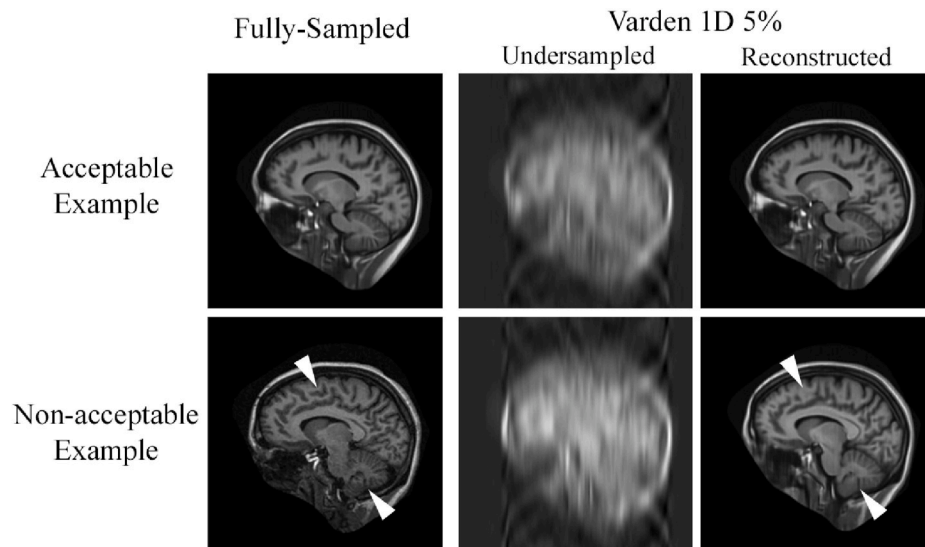 Fully-Sampled
Varden 1D 5%
Undersampled
Reconstructed
Acceptable
Example
Non-acceptable
Example